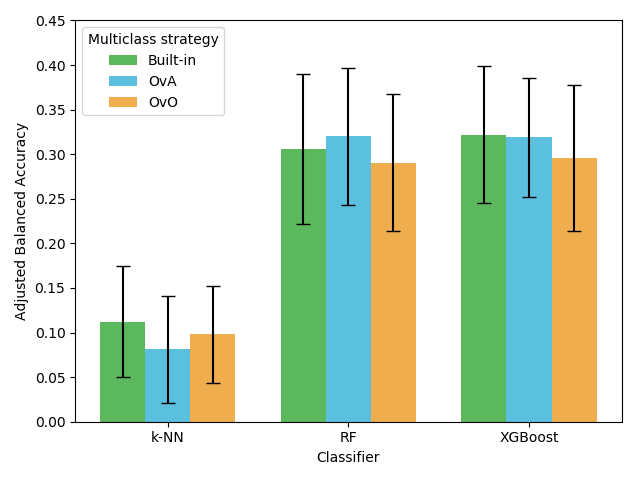 0.45
0.40
0.35
0.30
0.25
0.20
0.15
0.10
0.05
0.00
Adjusted Balanced Accuracy
Multiclass strategy
Built-in
OvA
OvO
k-NN
RF
XGBoost
Classifier